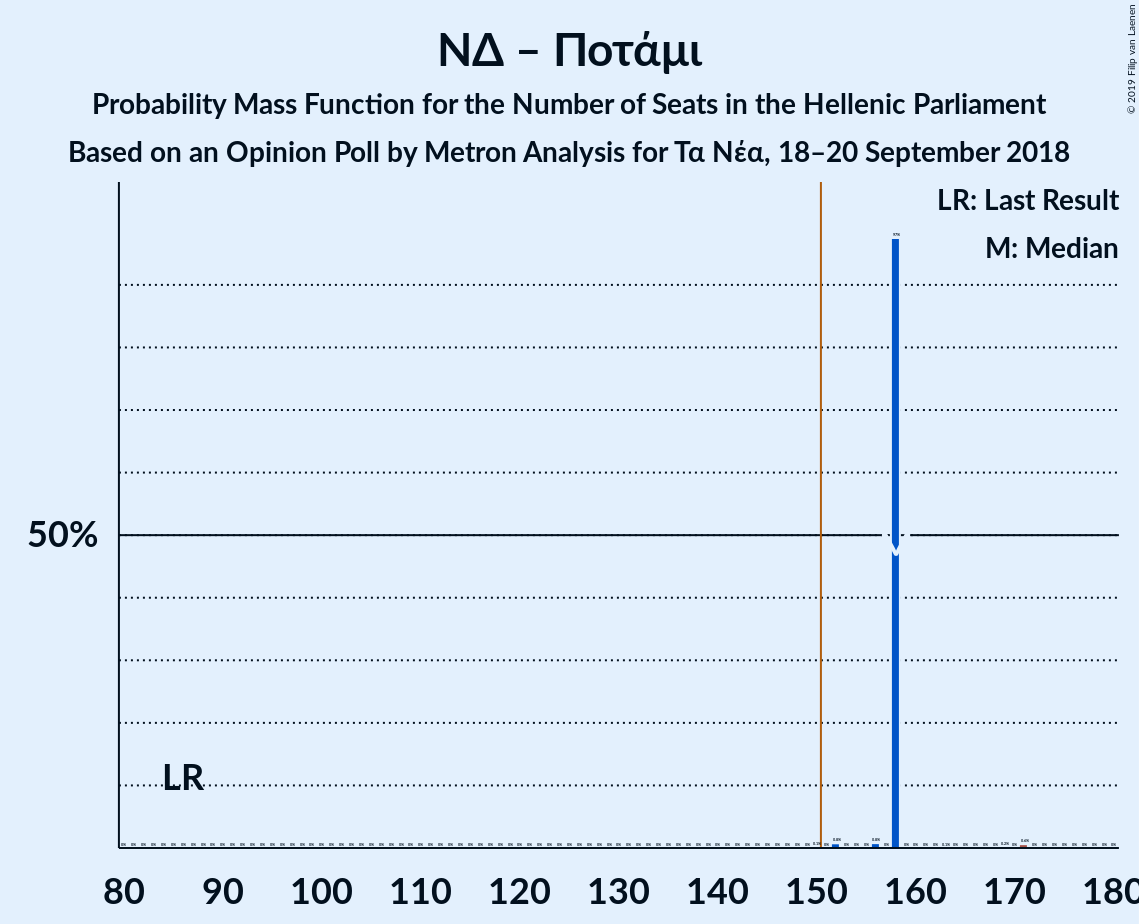 ΝΔ – Ποτάμι
Probability Mass Function for the Number of Seats in the Hellenic Parliament
Based on an Opinion Poll by Metron Analysis for Τα Νέα, 18–20 September 2018
© 2019 Filip van Laenen
LR: Last Result
M: Median
50%
M
LR
80 90 100 110 120 130 140 150 160 170 180